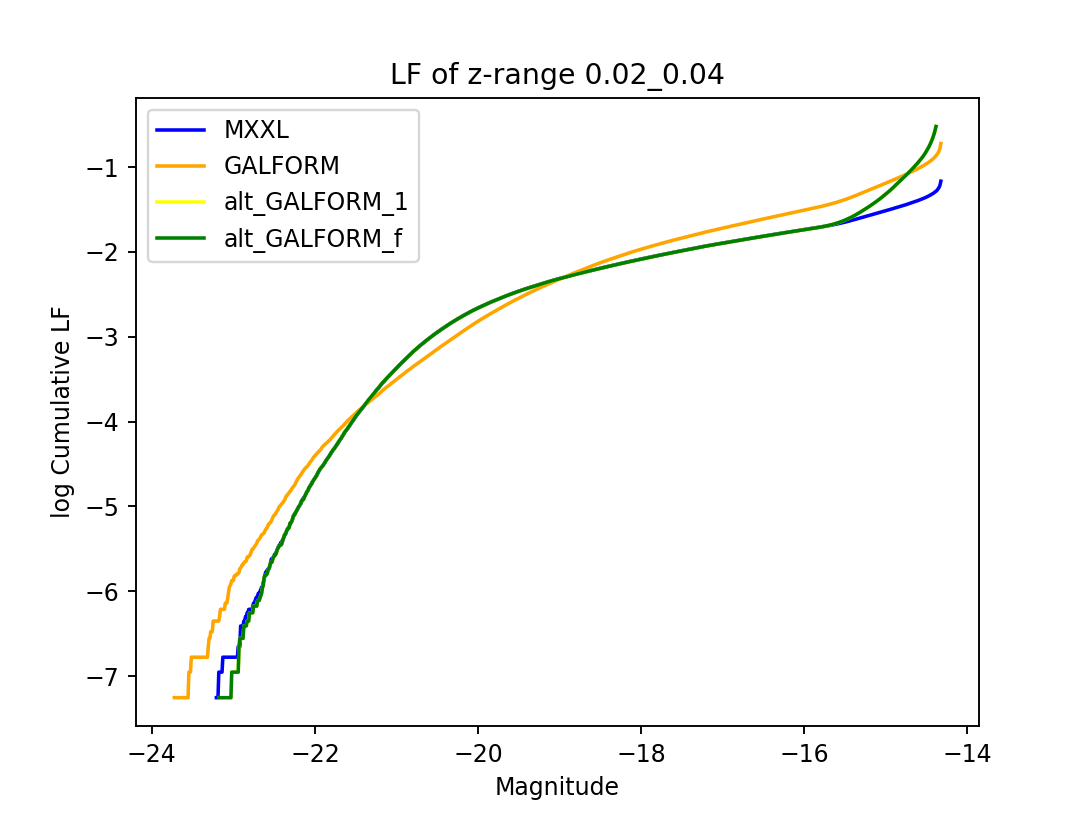 LF of z-range 0.02_0.04
MXXL
GALFORM
alt_GALFORM_1
alt_GALFORM_f
log Cumulative LF
−1
−2
−3
−4
−5
−6
−7
−24
−22
−20
−18
−16
−14
Magnitude